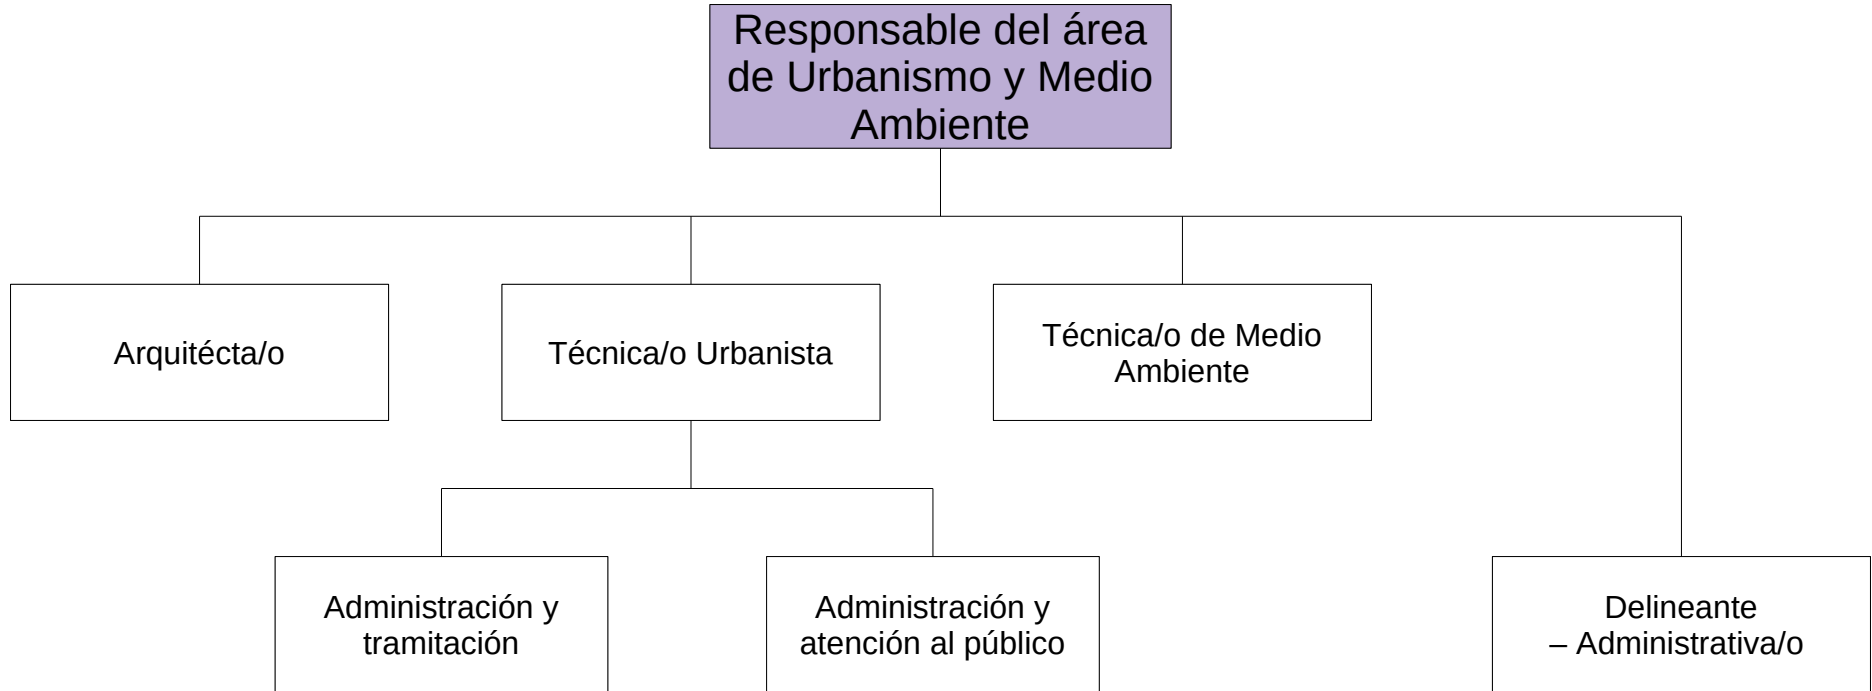 Responsable del área
de Urbanismo y Medio
Ambiente
Arquitécta/o
Técnica/o Urbanista
Técnica/o de Medio
Ambiente
Administración y
tramitación
Administración y
atención al público
Delineante
– Administrativa/o